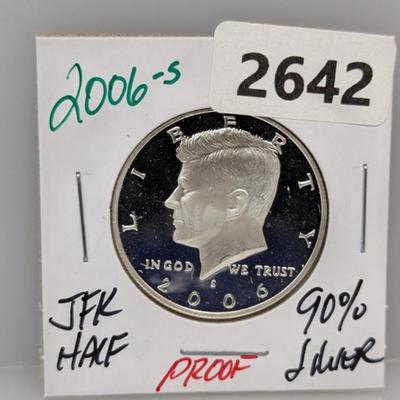 2006-S
2642
LIBERTY
IN GOD WE TRUST
S
2006
JFK
HALF
PROOF
90%
SILVER